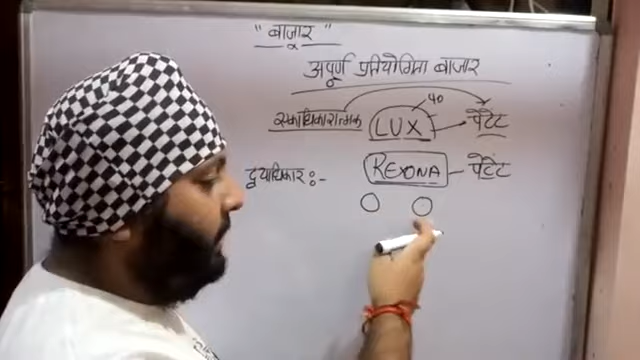 " बाजार "
अपूर्ण प्रतियोगिता बाजार
एकाधिकारात्मक LUX 40 पेटेंट
द्वयाधिकार :- REXONA - पेटेंट